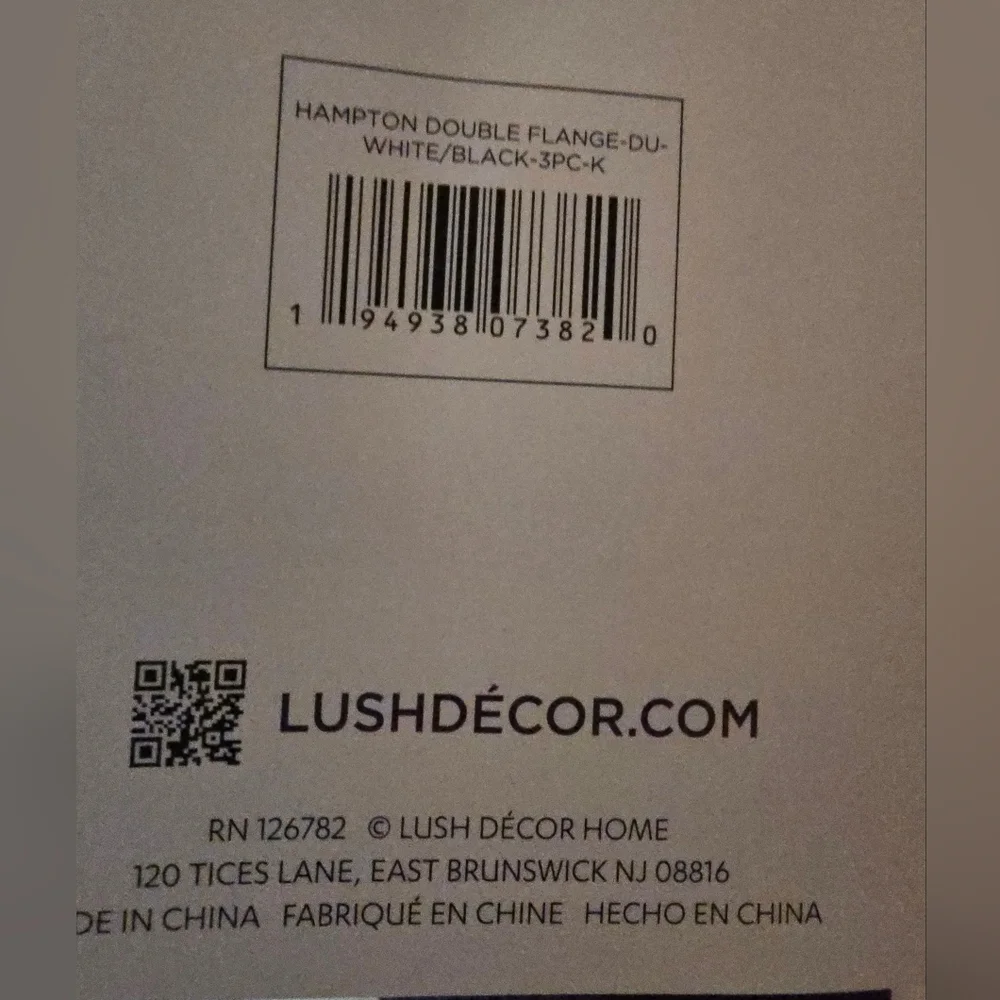 HAMPTON DOUBLE FLANGE-DU-
WHITE/BLACK-3PC-K
1 94938 07382 0
LUSHDÉCOR.COM
RN 126782 © LUSH DÉCOR HOME
120 TICES LANE, EAST BRUNSWICK NJ 08816
DE IN CHINA FABRIQUÉ EN CHINE HECHO EN CHINA